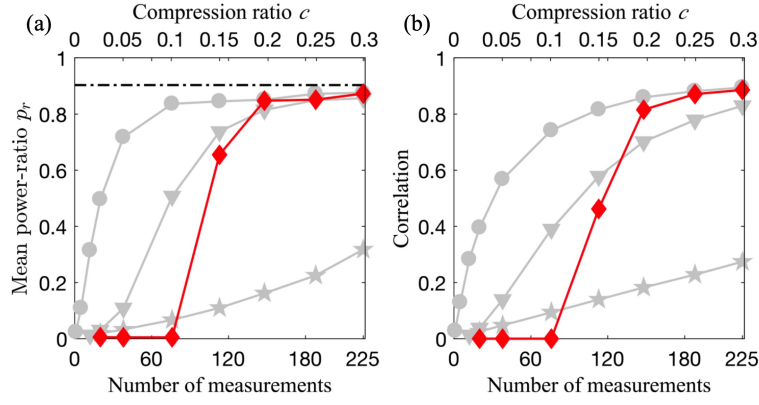 Compression ratio c
(a)
0 0.05 0.1 0.15 0.2 0.25 0.3
1
0.8
0.6
0.4
0.2
0
Mean power-ratio pr
0 60 120 180 225
Number of measurements
Compression ratio c
(b)
0 0.05 0.1 0.15 0.2 0.25 0.3
1
0.8
0.6
0.4
0.2
0
Correlation
0 60 120 180 225
Number of measurements